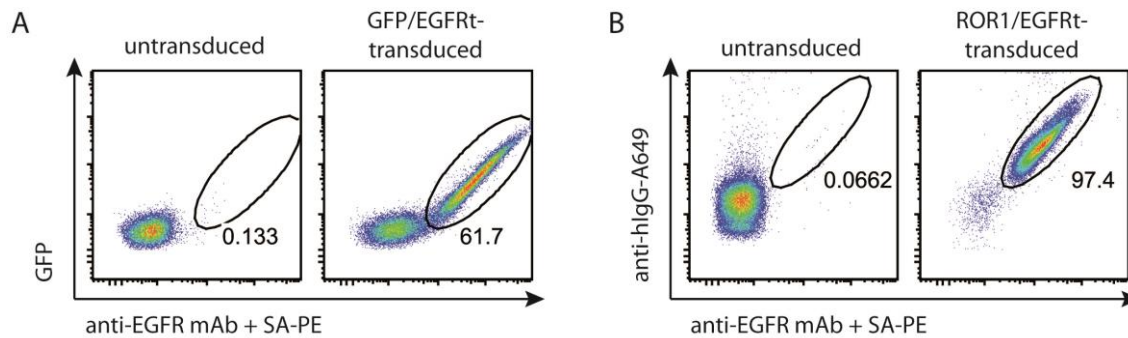 A
untransduced
GFP/EGFRt-
transduced
GFP
0.133
61.7
anti-EGFR mAb + SA-PE
B
untransduced
ROR1/EGFRt-
transduced
anti-hIgG-A649
0.0662
97.4
anti-EGFR mAb + SA-PE